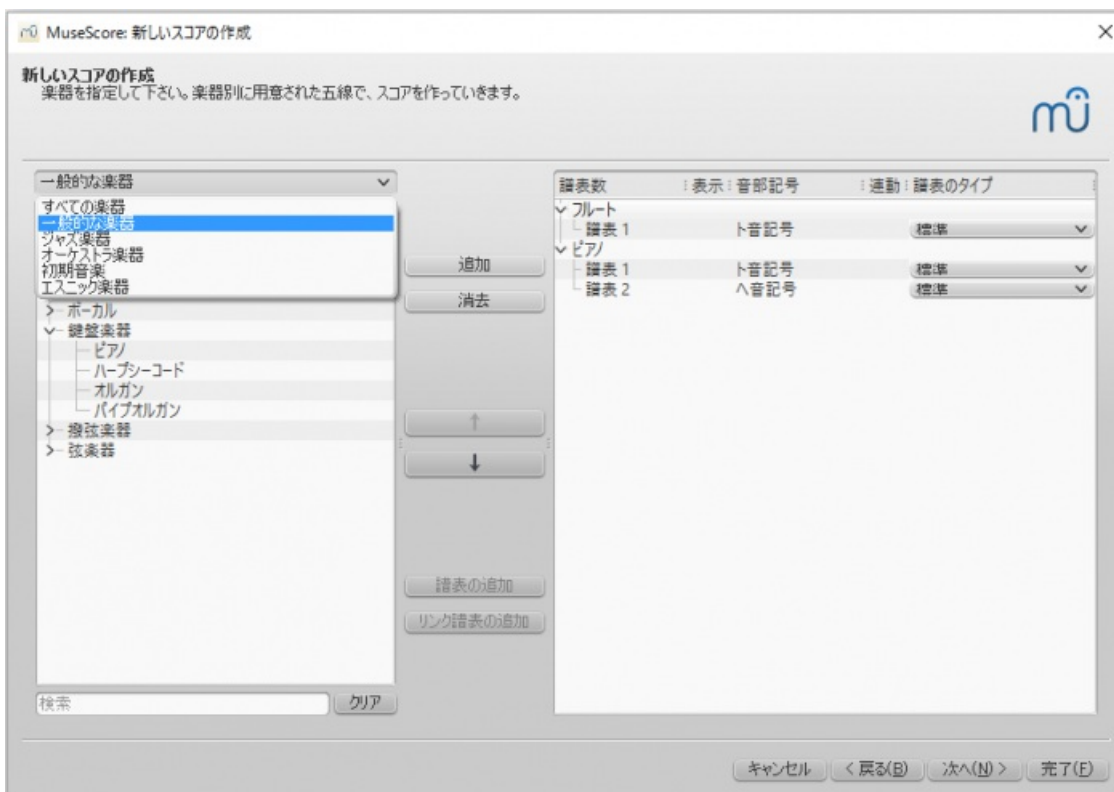 MuseScore: 新しいスコアの作成
新しいスコアの作成
楽器を指定して下さい。楽器別に用意された五線で、スコアを作っていきます。
mu
一般的な楽器
すべての楽器
一般的な楽器
ジャズ楽器
オーケストラ楽器
初期音楽
エスニック楽器
ボーカル
鍵盤楽器
ピアノ
ハープシーコード
オルガン
パイプオルガン
撥弦楽器
弦楽器
検索
クリア
追加
消去
↑
↓
譜表の追加
リンク譜表の追加
譜表数 表示 音部記号 連動 譜表のタイプ
フルート
譜表 1 ト音記号 標準
ピアノ
譜表 1 ト音記号 標準
譜表 2 ヘ音記号 標準
キャンセル < 戻る(B) 次へ(N) > 完了(F)